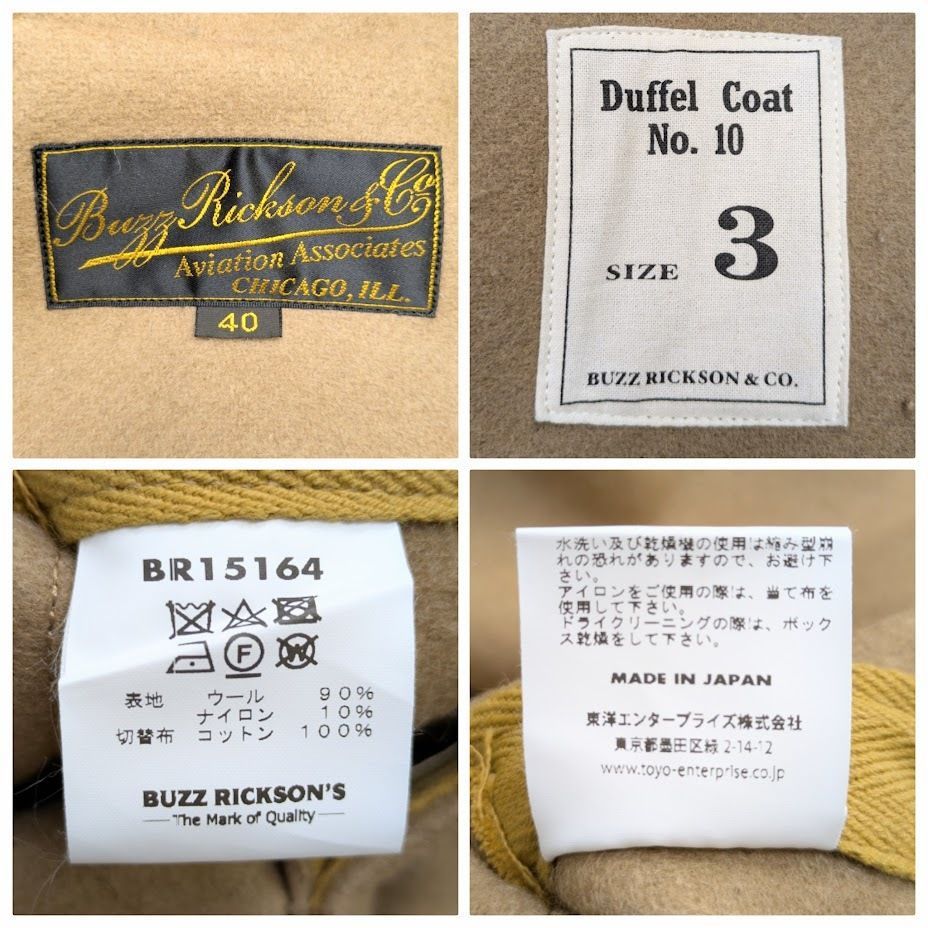 Buzz Rickson & Co
Aviation Associates
CHICAGO, ILL.
40
Duffel Coat
No. 10
SIZE 3
BUZZ RICKSON & CO.
BR15164
F W
表地 ウール 90%
ナイロン 10%
切替布 コットン 100%
BUZZ RICKSON'S
The Mark of Quality
水洗い及び乾燥機の使用は縮み型崩
れの恐れがありますので、お避け下
さい。
アイロンをご使用の際は、当て布を
使用して下さい。
ドライクリーニングの際は、ボック
ス乾燥をして下さい。
MADE IN JAPAN
東洋エンタープライズ株式会社
東京都墨田区緑 2-14-12
www.toyo-enterprise.co.jp